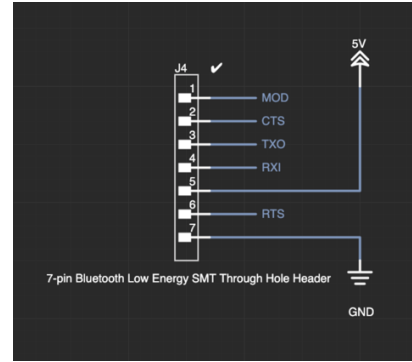 5V
J4 ✔
1 MOD
2 CTS
3 TXO
4 RXI
5
6 RTS
7
7-pin Bluetooth Low Energy SMT Through Hole Header
GND